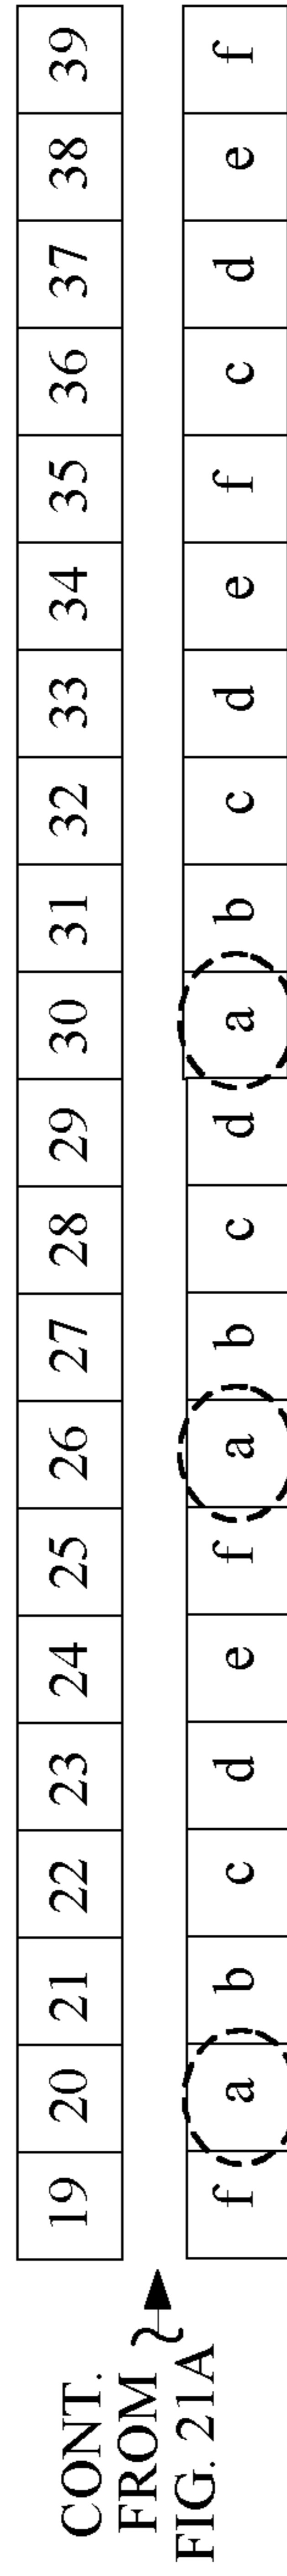 19 20 21 22 23 24 25 26 27 28 29 30 31 32 33 34 35 36 37 38 39
CONT.
FROM
FIG. 21A
f a b c d e f a b c d a b c d e f c d e f